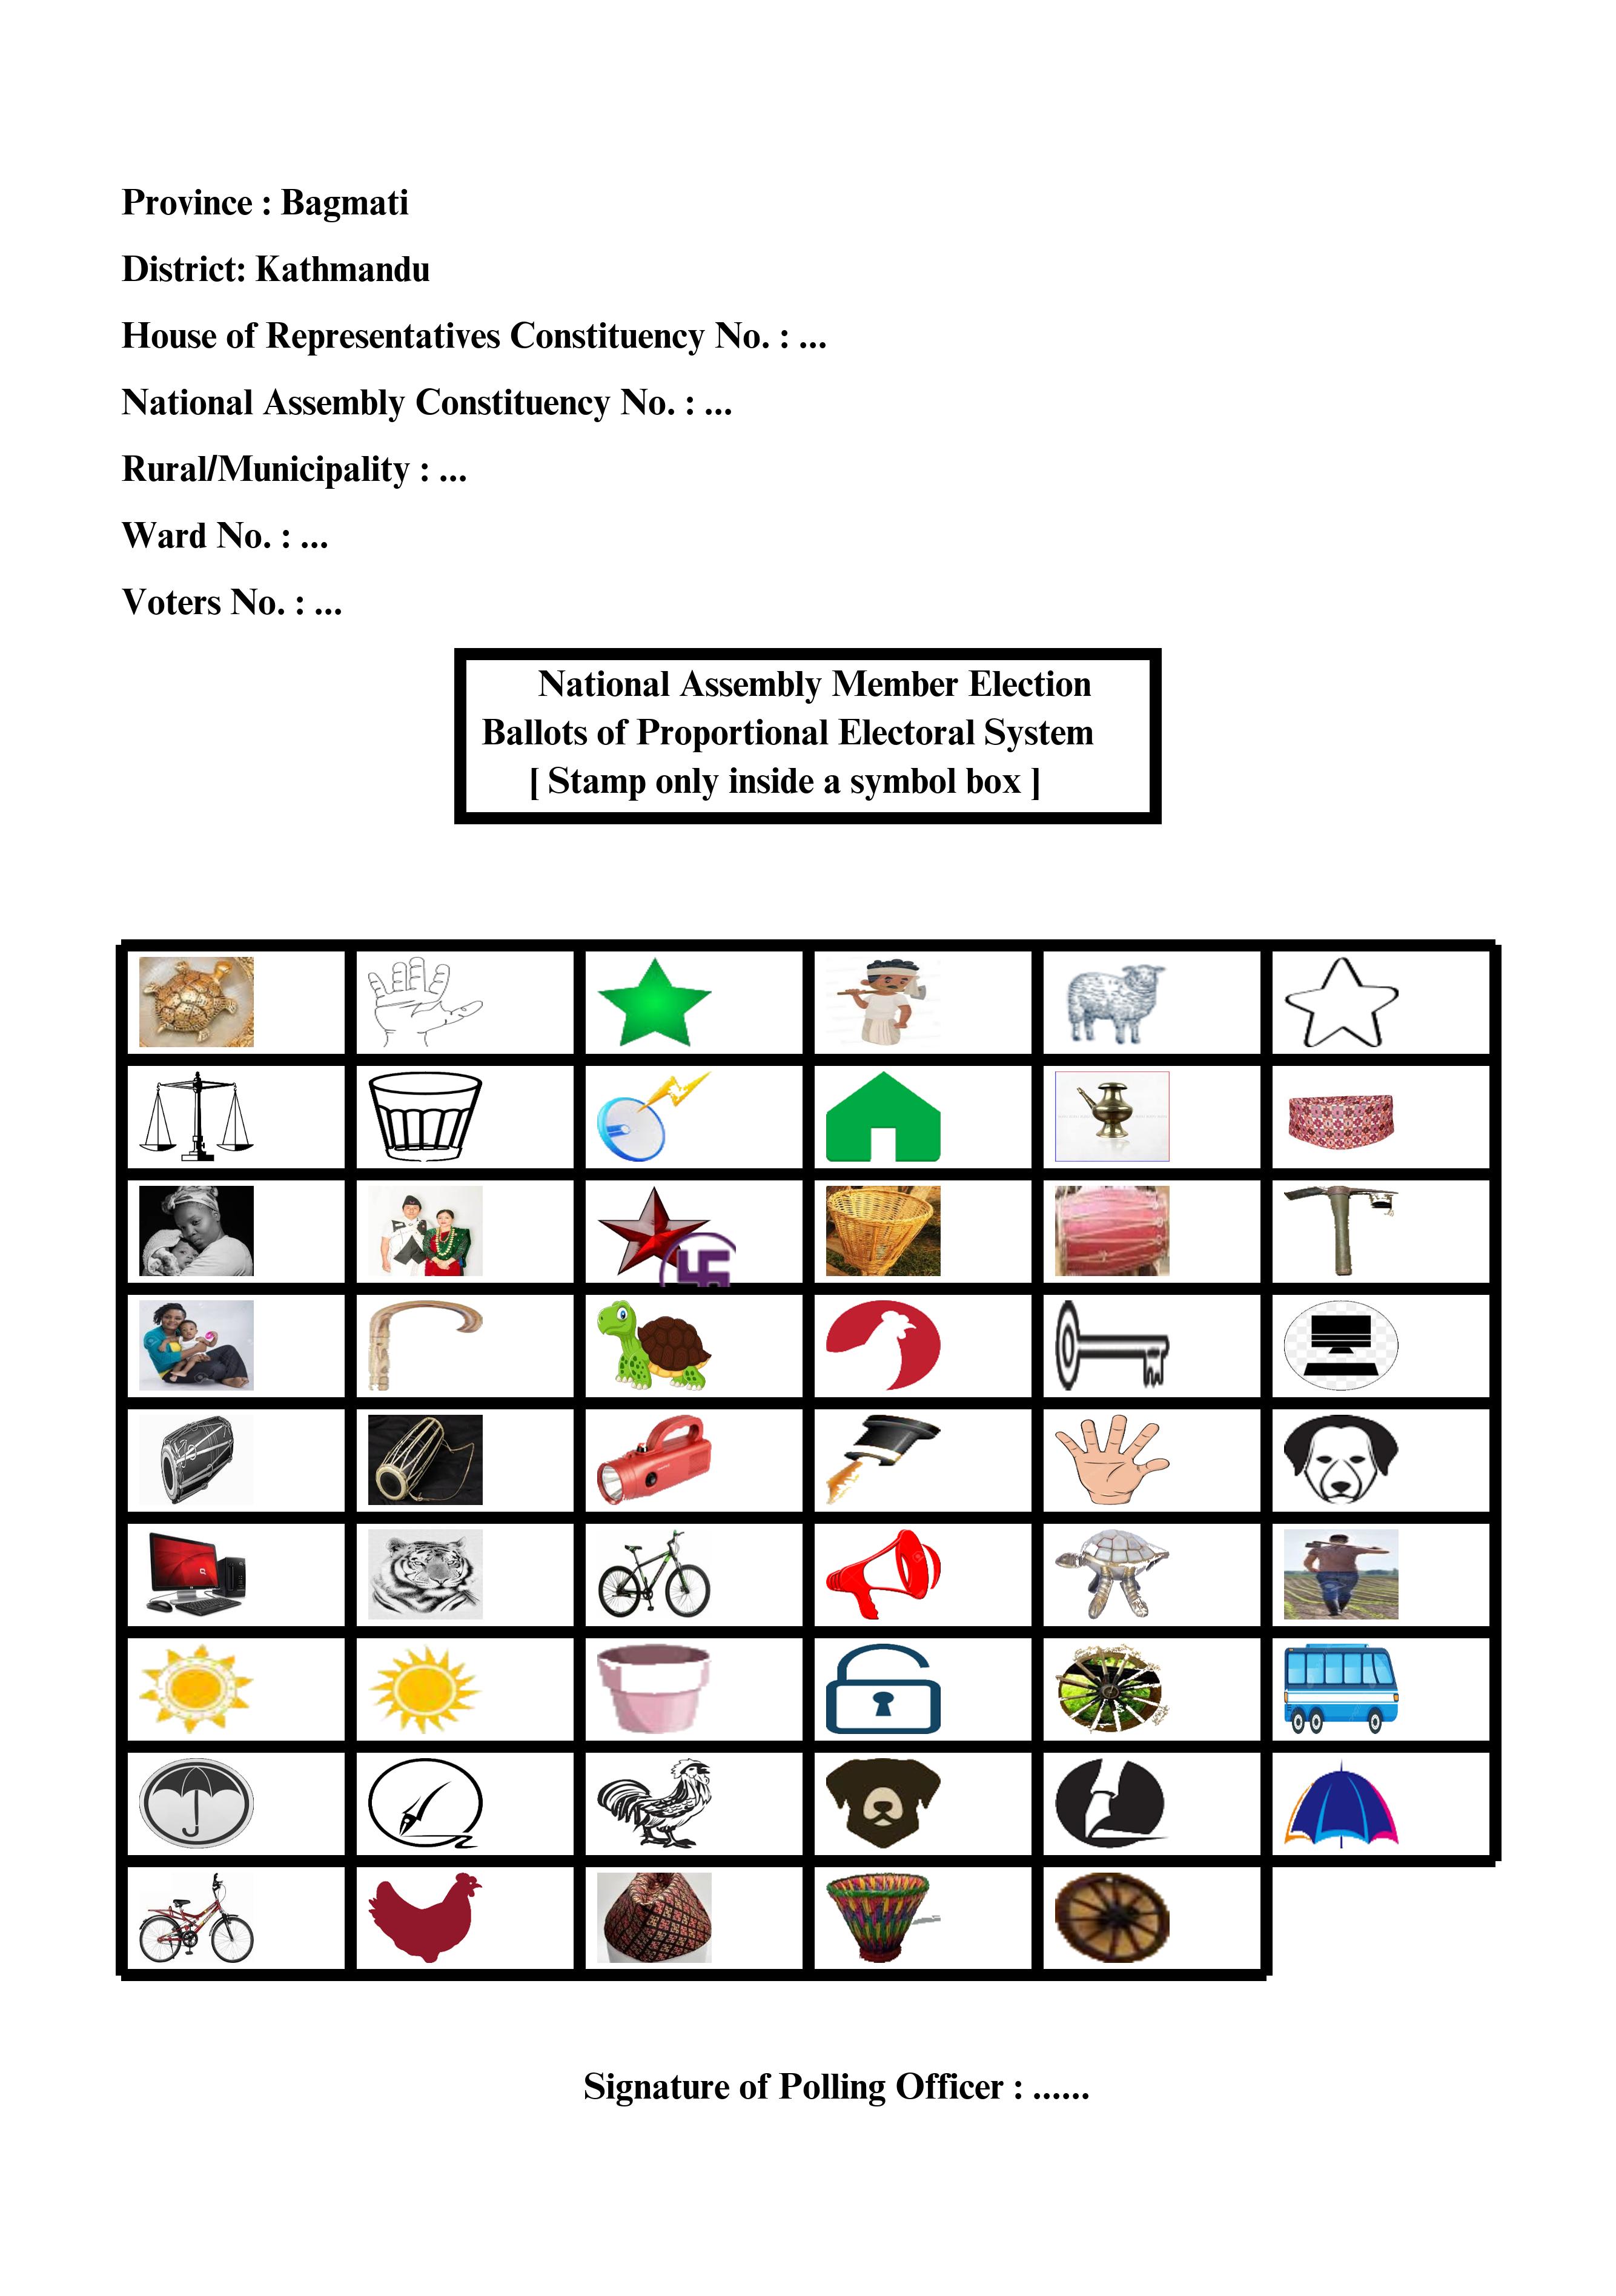 Province : Bagmati
District: Kathmandu
House of Representatives Constituency No. : ...
National Assembly Constituency No. : ...
Rural/Municipality : ...
Ward No. : ...
Voters No. : ...
National Assembly Member Election
Ballots of Proportional Electoral System
[ Stamp only inside a symbol box ]
Signature of Polling Officer : ......